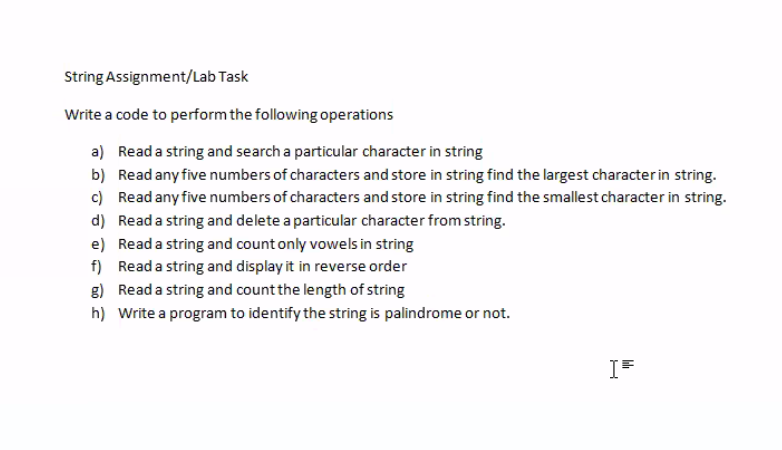 String Assignment/Lab Task
Write a code to perform the following operations
a) Read a string and search a particular character in string
b) Read any five numbers of characters and store in string find the largest character in string.
c) Read any five numbers of characters and store in string find the smallest character in string.
d) Read a string and delete a particular character from string.
e) Read a string and count only vowels in string
f) Read a string and display it in reverse order
g) Read a string and count the length of string
h) Write a program to identify the string is palindrome or not.